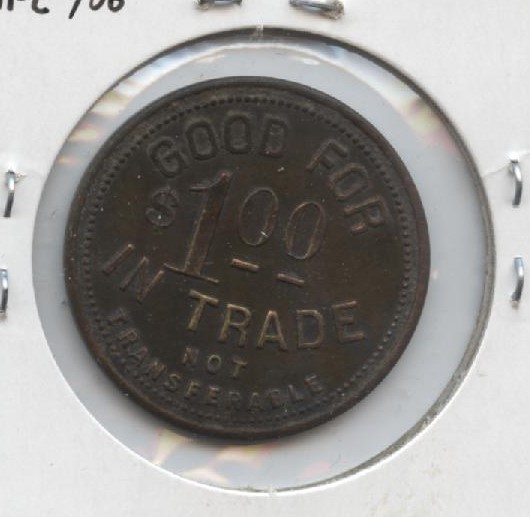 GOOD FOR
$1.00
IN TRADE
NOT
TRANSFERABLE